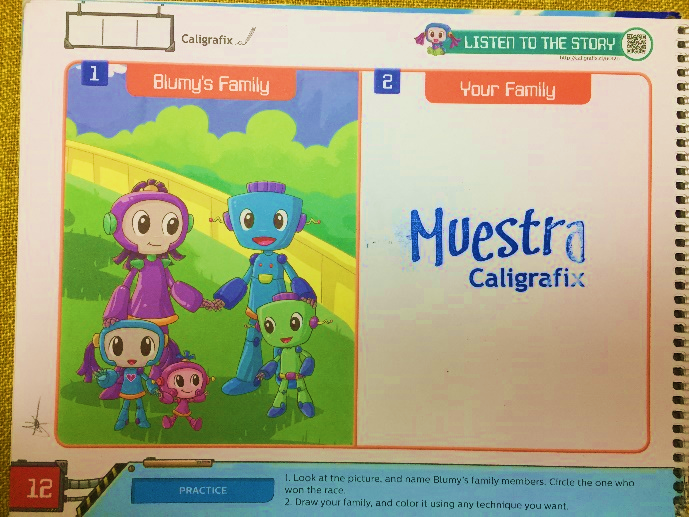 Caligrafix
LISTEN TO THE STORY
1
Blumy's Family
2
Your Family
Muestra
Caligrafix
12
PRACTICE
1. Look at the picture, and name Blumy's family members. Circle the one who
won the race.
2. Draw your family, and color it using any technique you want.